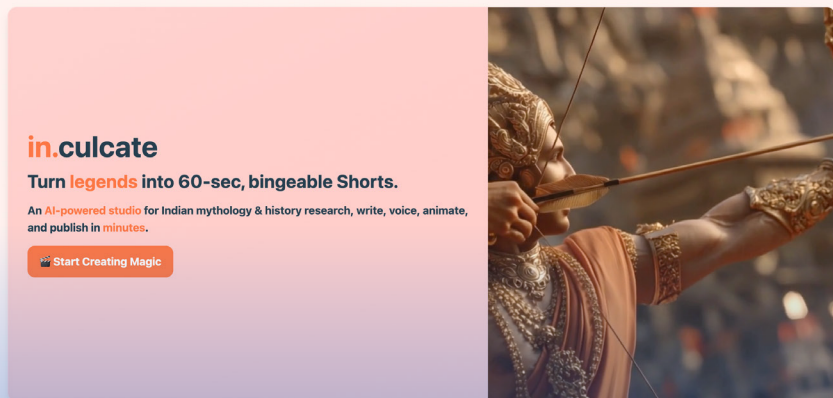 in.culcate
Turn legends into 60-sec, bingeable Shorts.
An AI-powered studio for Indian mythology & history research, write, voice, animate,
and publish in minutes.
🎬 Start Creating Magic